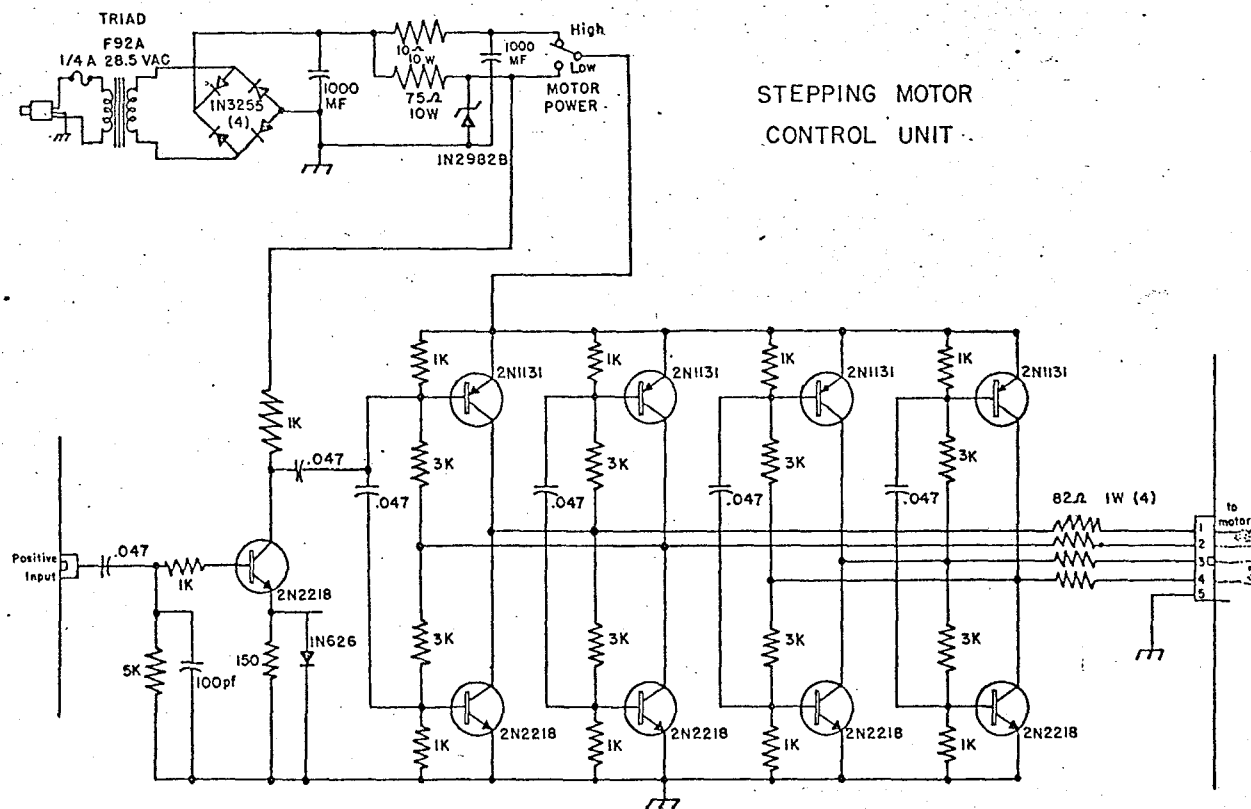 TRIAD
F92A
1/4 A 28.5 VAC
1N3255
(4)
1000
MF
10Ω
10W
75Ω
10W
1000
MF
1N2982B
High
Low
MOTOR
POWER
STEPPING MOTOR
CONTROL UNIT
1K
2N1131
1K
2N1131
1K
2N1131
1K
2N1131
1K
.047
3K
3K
3K
3K
.047
.047
.047
.047
82Ω 1W (4)
to
motor
1
2
3
4
5
Positive
Input
.047
1K
2N2218
5K
100pf
150
1N626
3K
3K
3K
3K
2N2218
2N2218
2N2218
2N2218
1K
1K
1K
1K